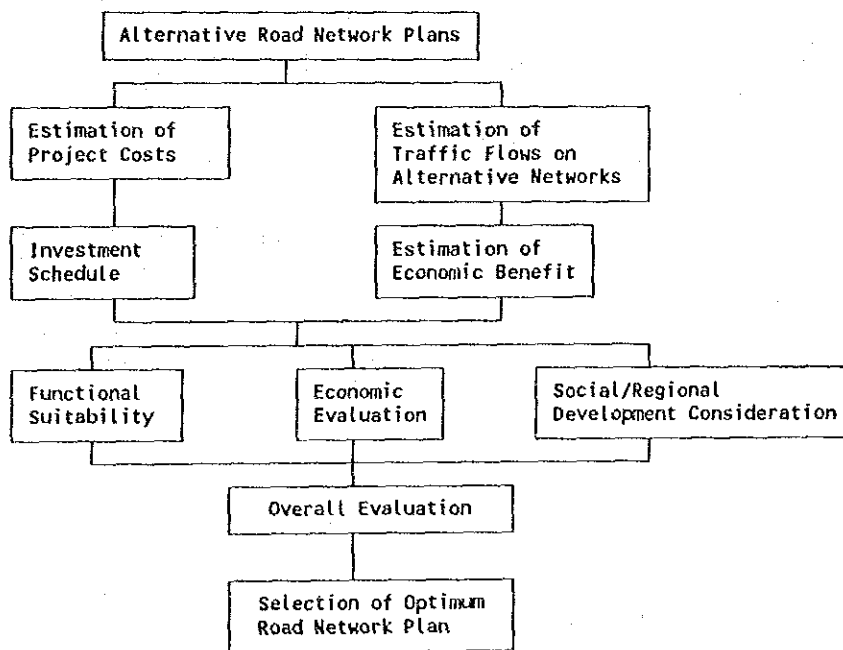 Alternative Road Network Plans
Estimation of
Project Costs
Estimation of
Traffic Flows on
Alternative Networks
Investment
Schedule
Estimation of
Economic Benefit
Functional
Suitability
Economic
Evaluation
Social/Regional
Development Consideration
Overall Evaluation
Selection of Optimum
Road Network Plan